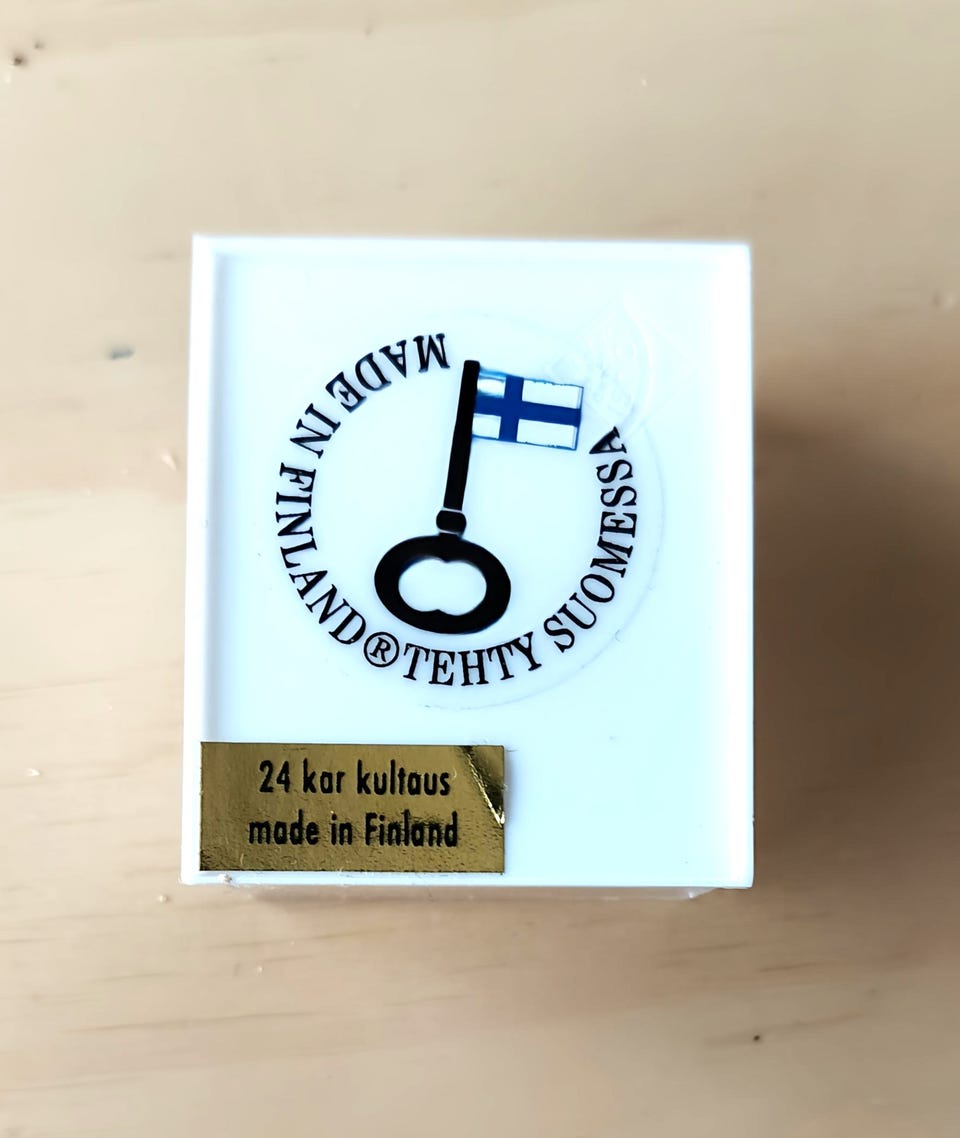 MADE IN FINLAND ® TEHTY SUOMESSA
24 kar kultaus
made in Finland